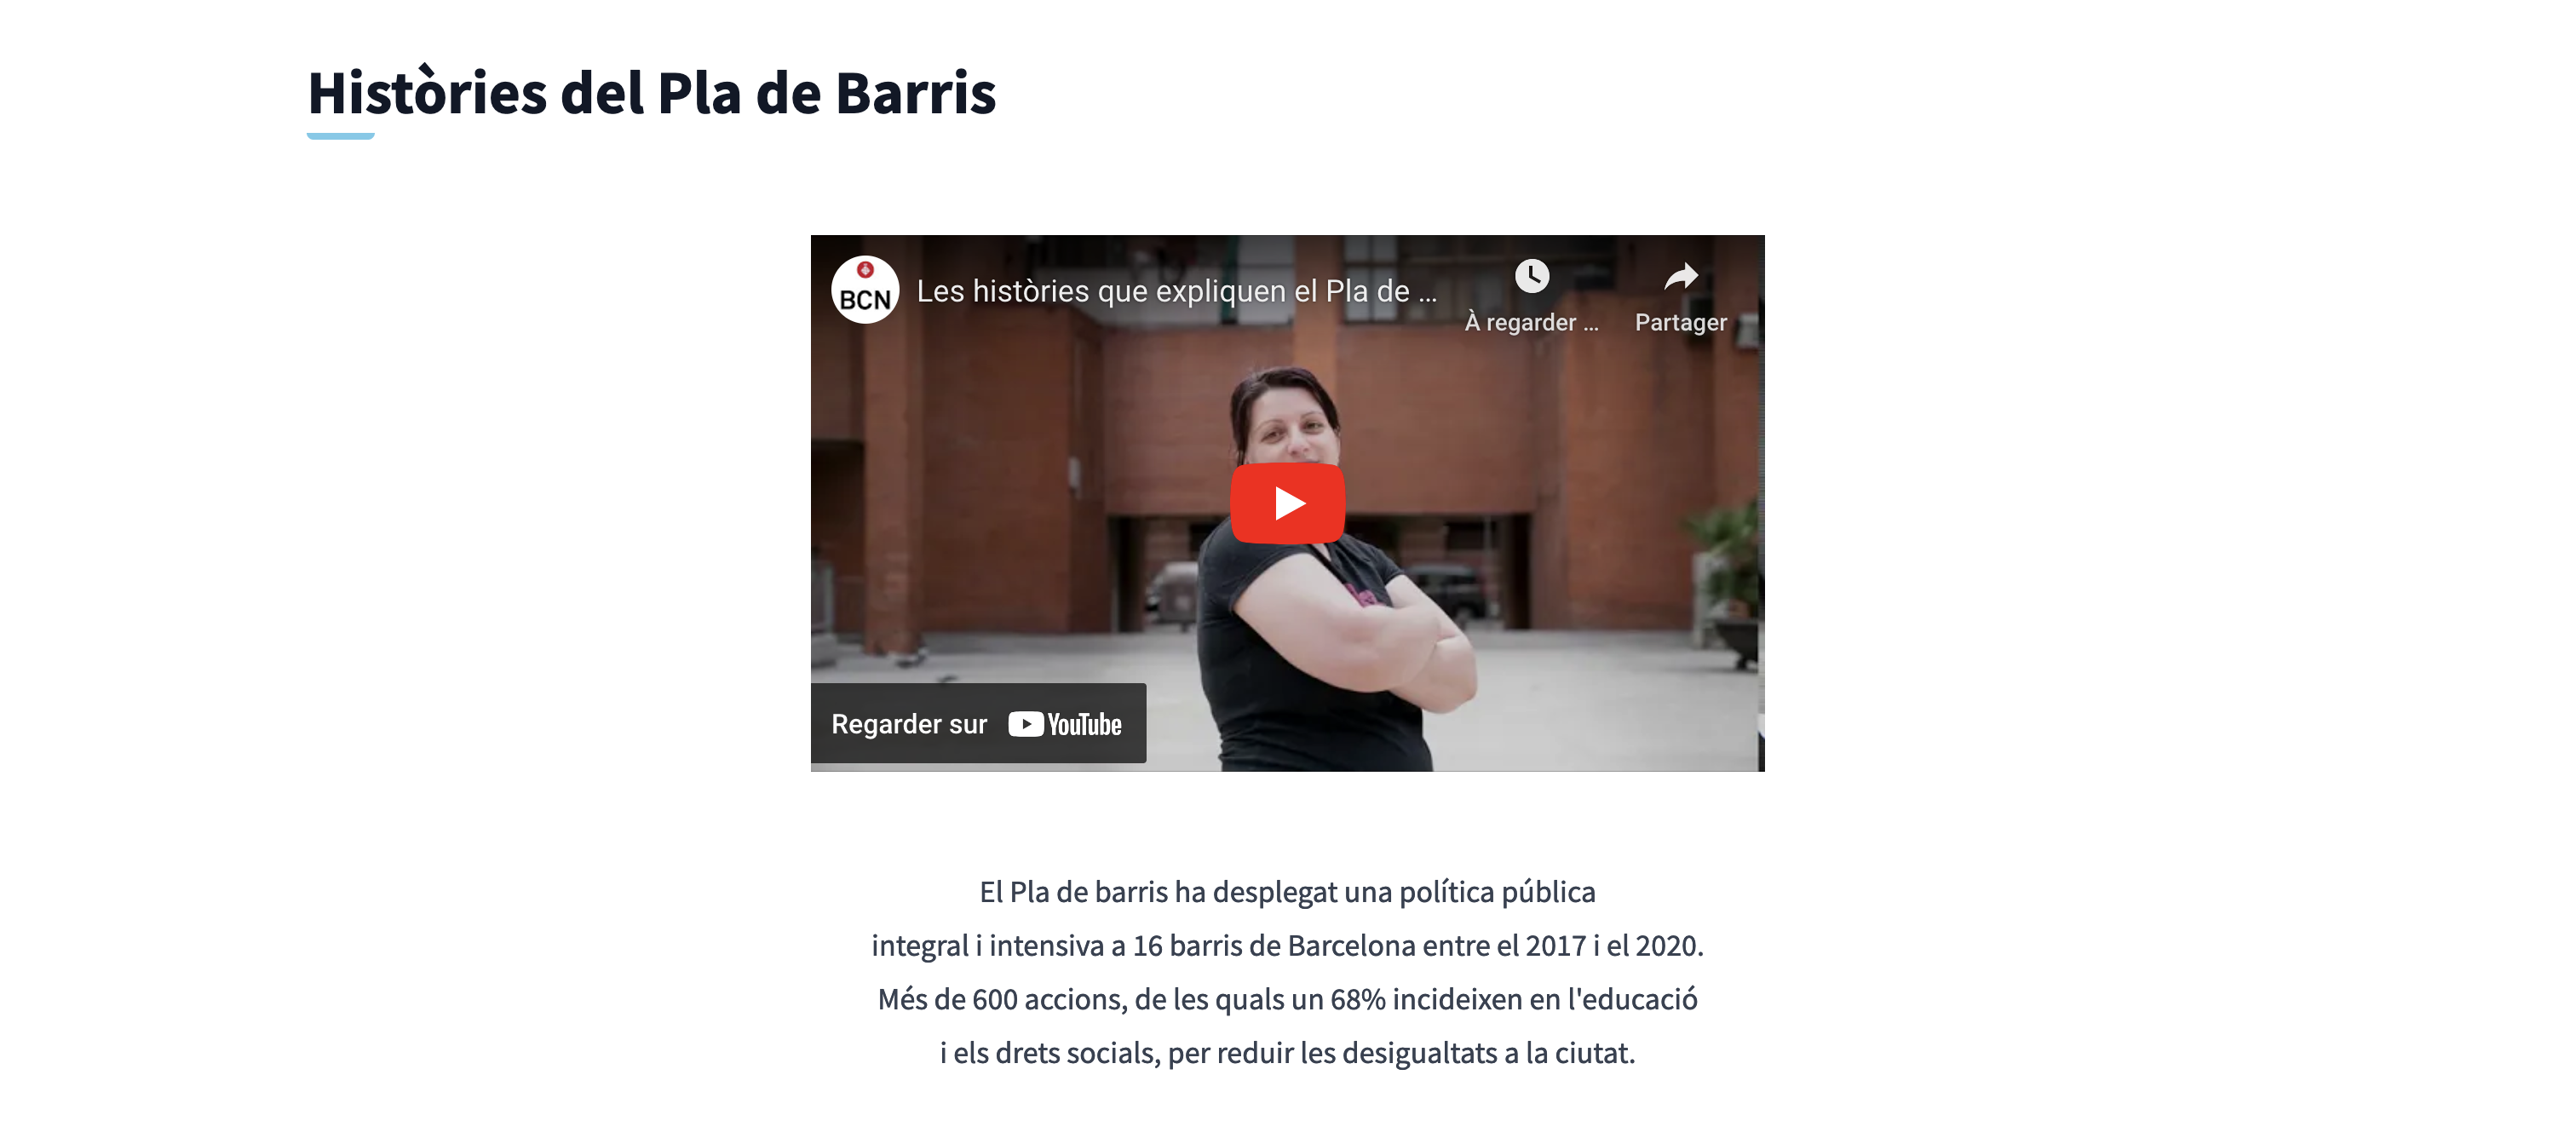 Històries del Pla de Barris
BCN
Les històries que expliquen el Pla de ...
À regarder ...
Partager
Regarder sur YouTube
El Pla de barris ha desplegat una política pública
integral i intensiva a 16 barris de Barcelona entre el 2017 i el 2020.
Més de 600 accions, de les quals un 68% incideixen en l'educació
i els drets socials, per reduir les desigualtats a la ciutat.